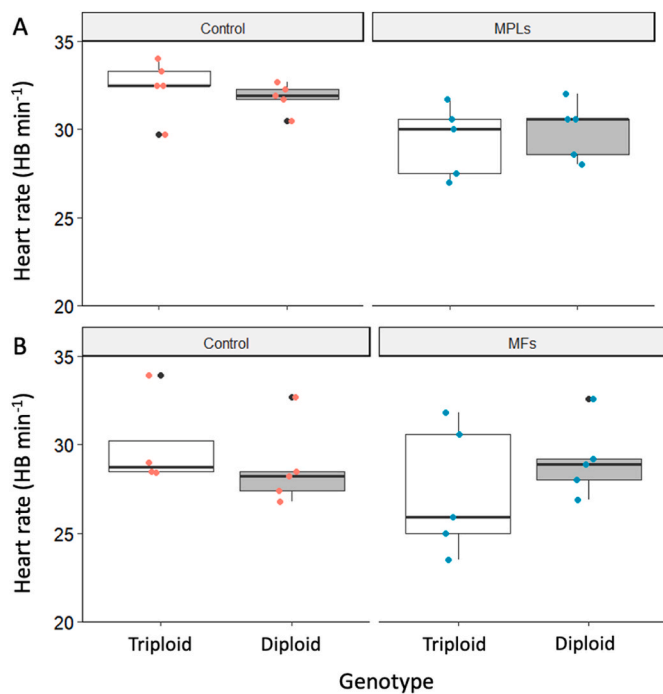 A
Control
MPLs
Heart rate (HB min⁻¹)
35
30
25
20
B
Control
MFs
Heart rate (HB min⁻¹)
35
30
25
20
Triploid
Diploid
Triploid
Diploid
Genotype